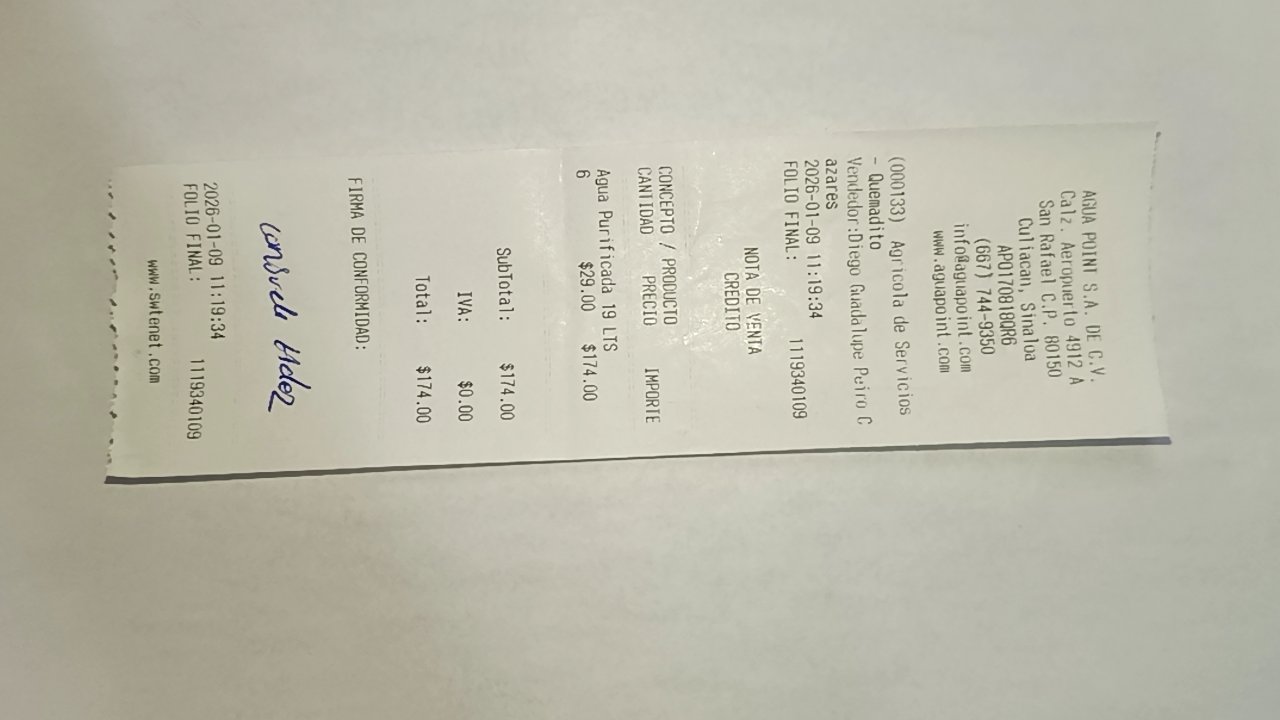 AGUA POINT S.A. DE C.V.
Calz. Aeropuerto 4912 A
San Rafael C.P. 80150
Culiacan, Sinaloa
APO170818QR6
(667) 744-9350
info@aguapoint.com
www.aguapoint.com
(000133) Agricola de Servicios
- Quemadito
Vendedor:Diego Guadalupe Peiro C
azares
2026-01-09 11:19:34
FOLIO FINAL: 1119340109
NOTA DE VENTA
CREDITO
CONCEPTO / PRODUCTO
CANTIDAD PRECIO IMPORTE
Agua Purificada 19 LTS
6 $29.00 $174.00
SubTotal: $174.00
IVA: $0.00
Total: $174.00
FIRMA DE CONFORMIDAD:
Consuelo Hdez
2026-01-09 11:19:34
FOLIO FINAL: 1119340109
www.swtenet.com